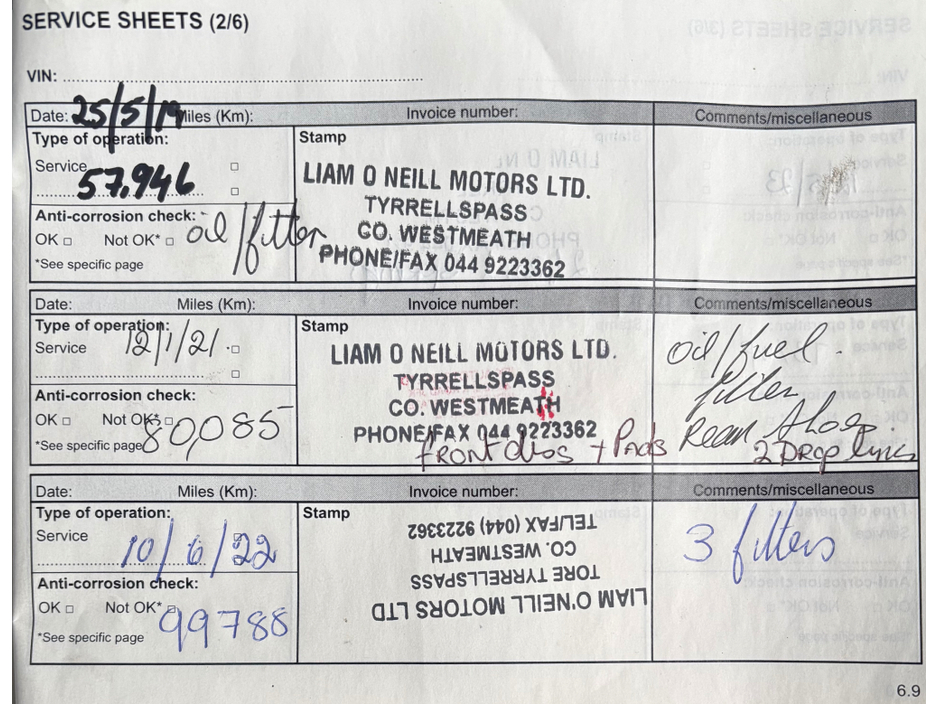 SERVICE SHEETS (2/6)
VIN:
Date: 25/5/19 Miles (Km):
Invoice number:
Comments/miscellaneous
Type of operation:
Stamp
Service
57,946
LIAM O NEILL MOTORS LTD.
TYRRELLSPASS
CO. WESTMEATH
PHONE/FAX 044 9223362
Anti-corrosion check:
oil/filter
OK Not OK*
*See specific page
Date: Miles (Km):
Invoice number:
Comments/miscellaneous
Type of operation:
Stamp
Service 12/1/21
LIAM O NEILL MOTORS LTD.
TYRRELLSPASS
CO. WESTMEATH
PHONE/FAX 044 9223362
front discs + Pads
oil/fuel
filter
Rear
2 Drop links
Anti-corrosion check:
OK Not OK*
80,085
*See specific page
Date: Miles (Km):
Invoice number:
Comments/miscellaneous
Type of operation:
Stamp
Service
10/6/22
LIAM O'NEILL MOTORS LTD
TORE TYRRELLSPASS
CO. WESTMEATH
TEL/FAX (044) 9223362
3 filters
Anti-corrosion check:
OK Not OK*
99788
*See specific page
6.9